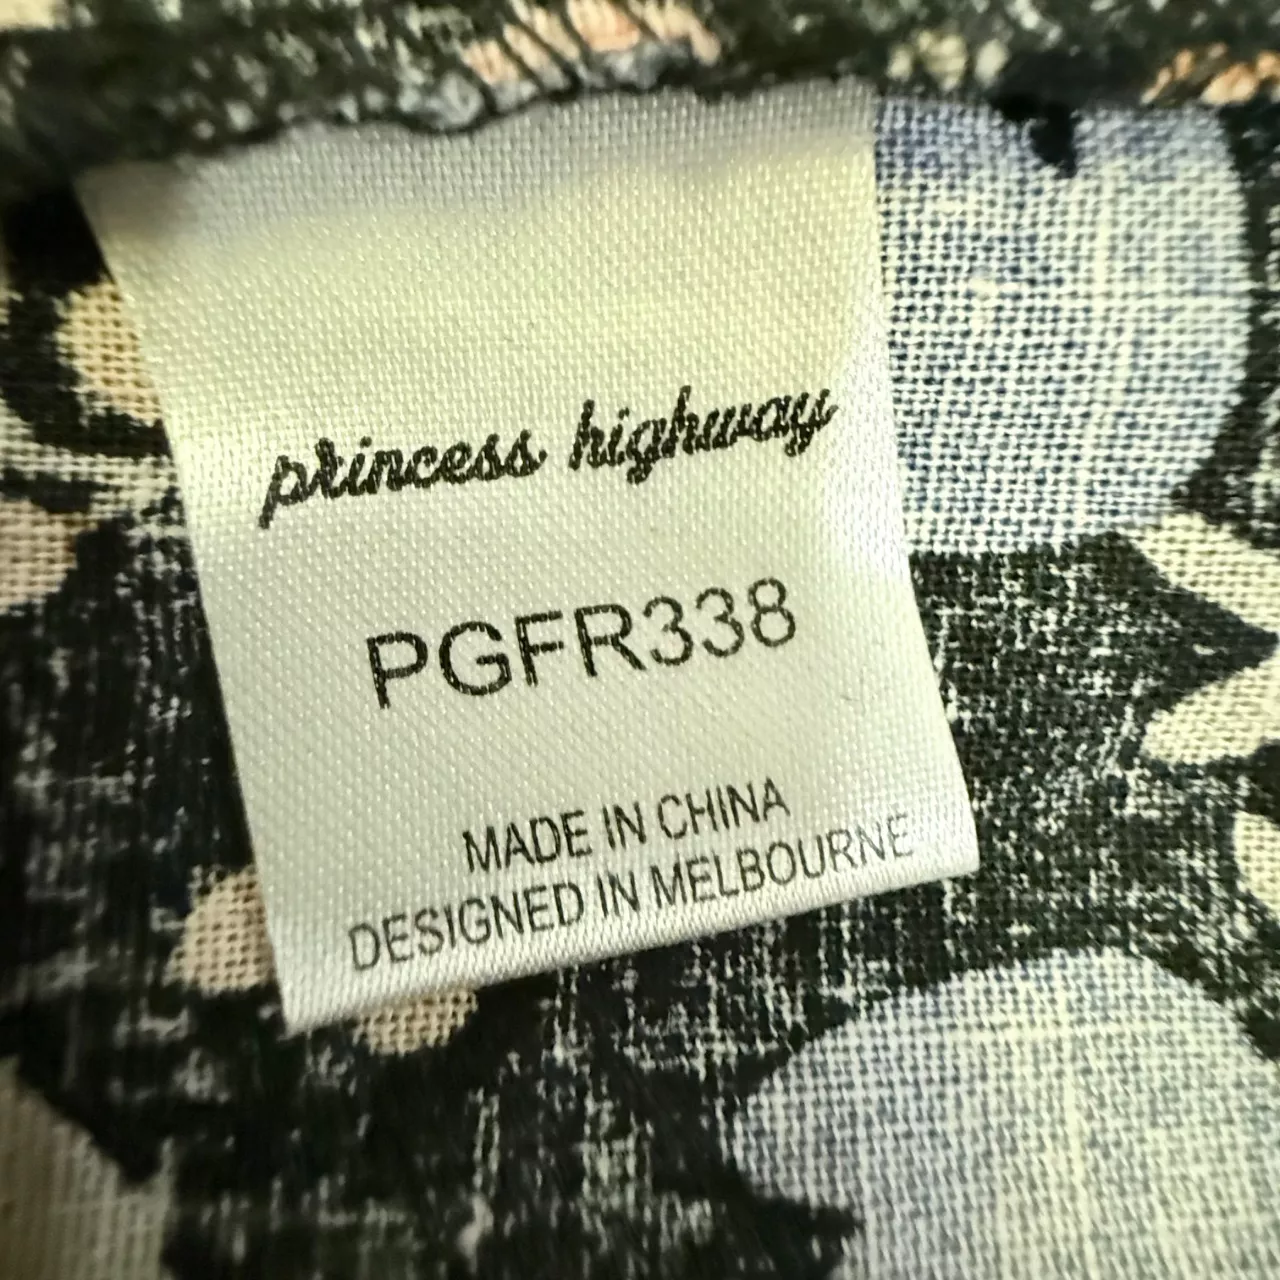 princess highway
PGFR338
MADE IN CHINA
DESIGNED IN MELBOURNE